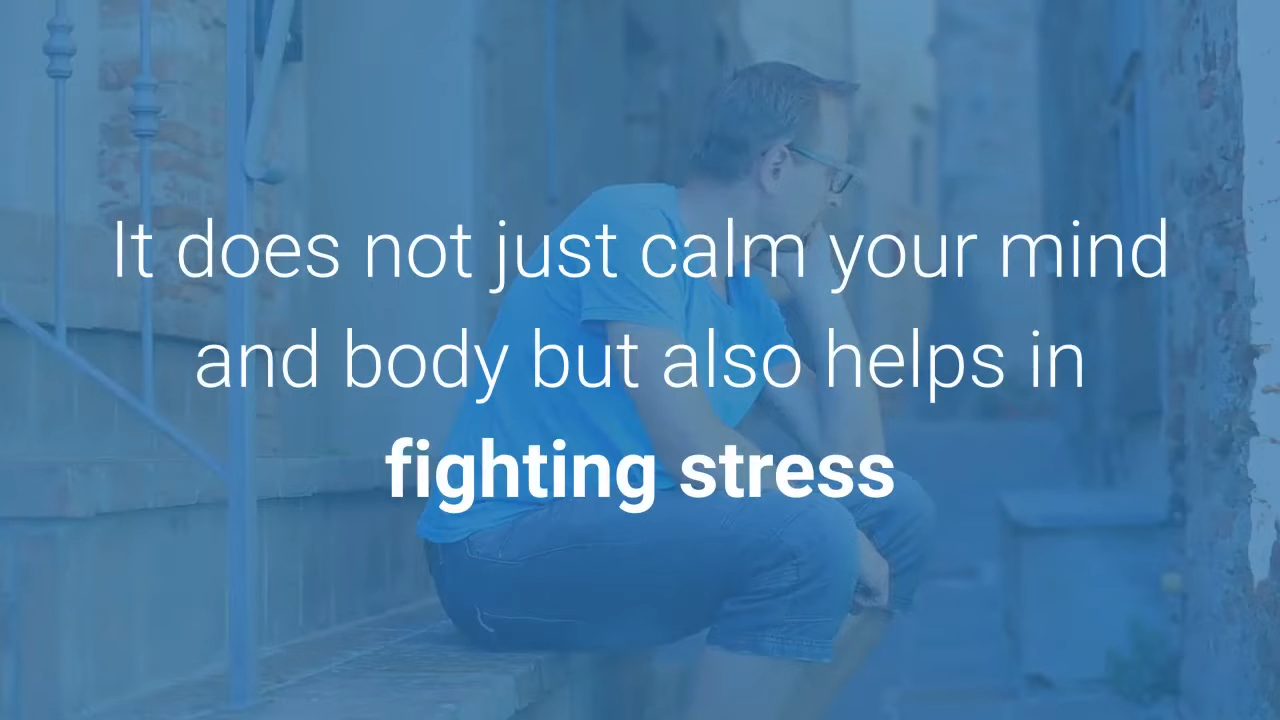 It does not just calm your mind
and body but also helps in
fighting stress